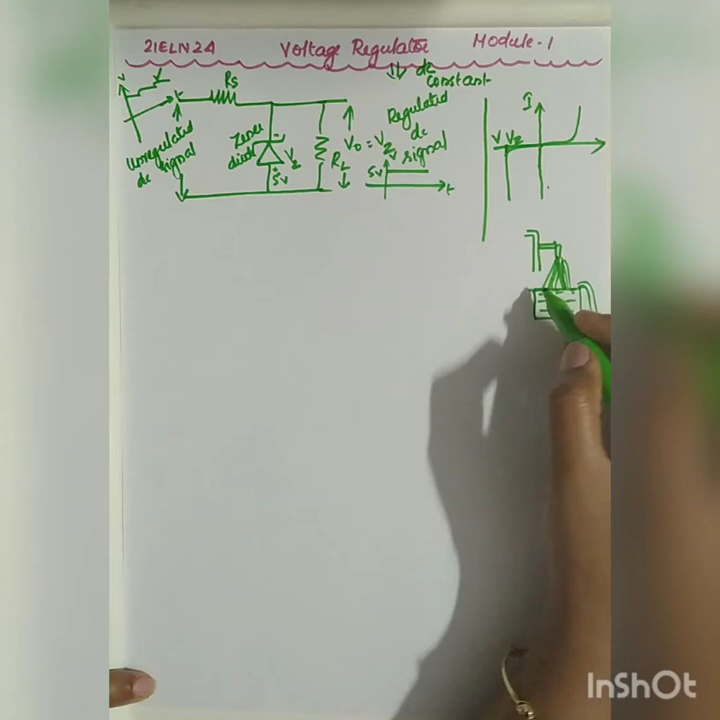 21ELN24 Voltage Regulator Module-1
dc
constant
V
t
Rs
Unregulated
dc signal
Zener
diode
Vz
5V
RL
Vo = Vz
Regulated
dc
signal
V
5V
t
I
V Vz
InShOt